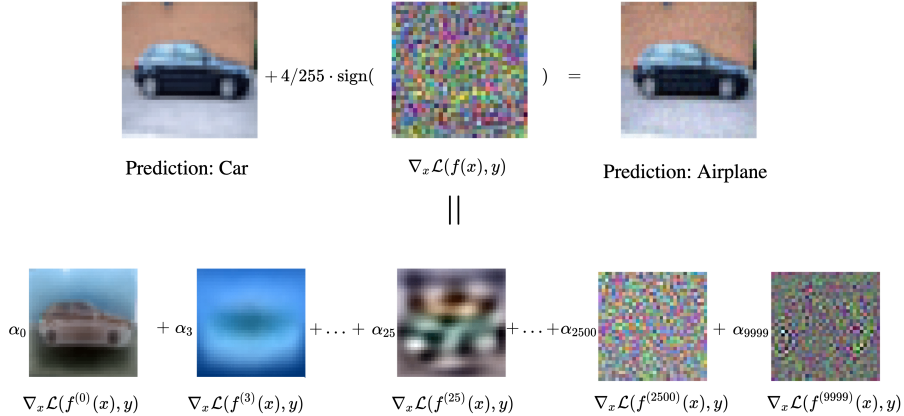 + 4/255 · sign( ) =
Prediction: Car ∇ₓℒ(f(x), y) Prediction: Airplane
||
α₀ + α₃ + … + α₂₅ + … + α₂₅₀₀ + α₉₉₉₉
∇ₓℒ(f⁽⁰⁾(x), y) ∇ₓℒ(f⁽³⁾(x), y) ∇ₓℒ(f⁽²⁵⁾(x), y) ∇ₓℒ(f⁽²⁵⁰⁰⁾(x), y) ∇ₓℒ(f⁽⁹⁹⁹⁹⁾(x), y)